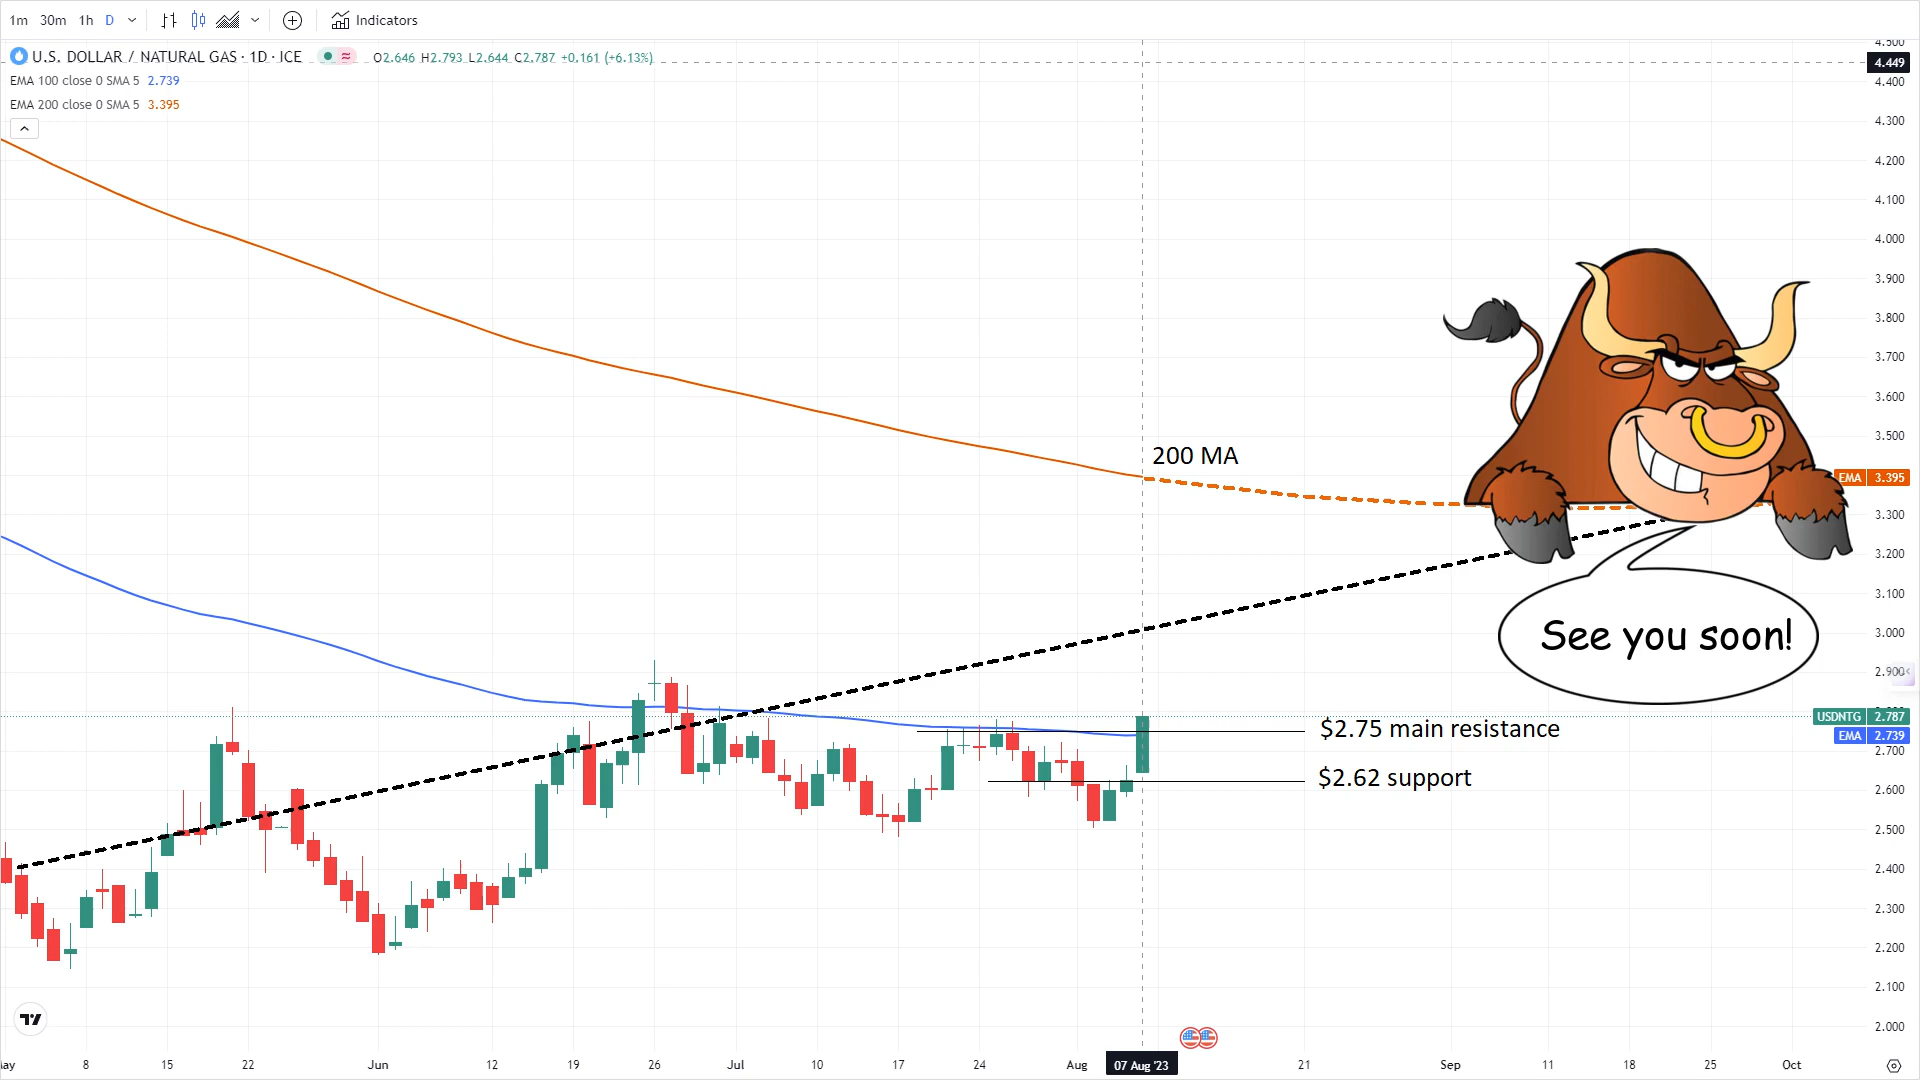 1m 30m 1h D Indicators
U.S. DOLLAR / NATURAL GAS · 1D · ICE O2.646 H2.793 L2.644 C2.787 +0.161 (+6.13%)
EMA 100 close 0 SMA 5 2.739
EMA 200 close 0 SMA 5 3.395
4.500
4.449
4.400
4.300
4.200
4.100
4.000
3.900
3.800
3.700
3.600
3.500
200 MA
EMA 3.395
3.300
3.200
3.100
3.000
See you soon!
2.900
USDNTG 2.787
$2.75 main resistance
EMA 2.739
2.700
$2.62 support
2.600
2.500
2.400
2.300
2.200
2.100
2.000
ay 8 15 22 Jun 12 19 26 Jul 10 17 24 Aug 07 Aug '23 21 Sep 11 18 25 Oct